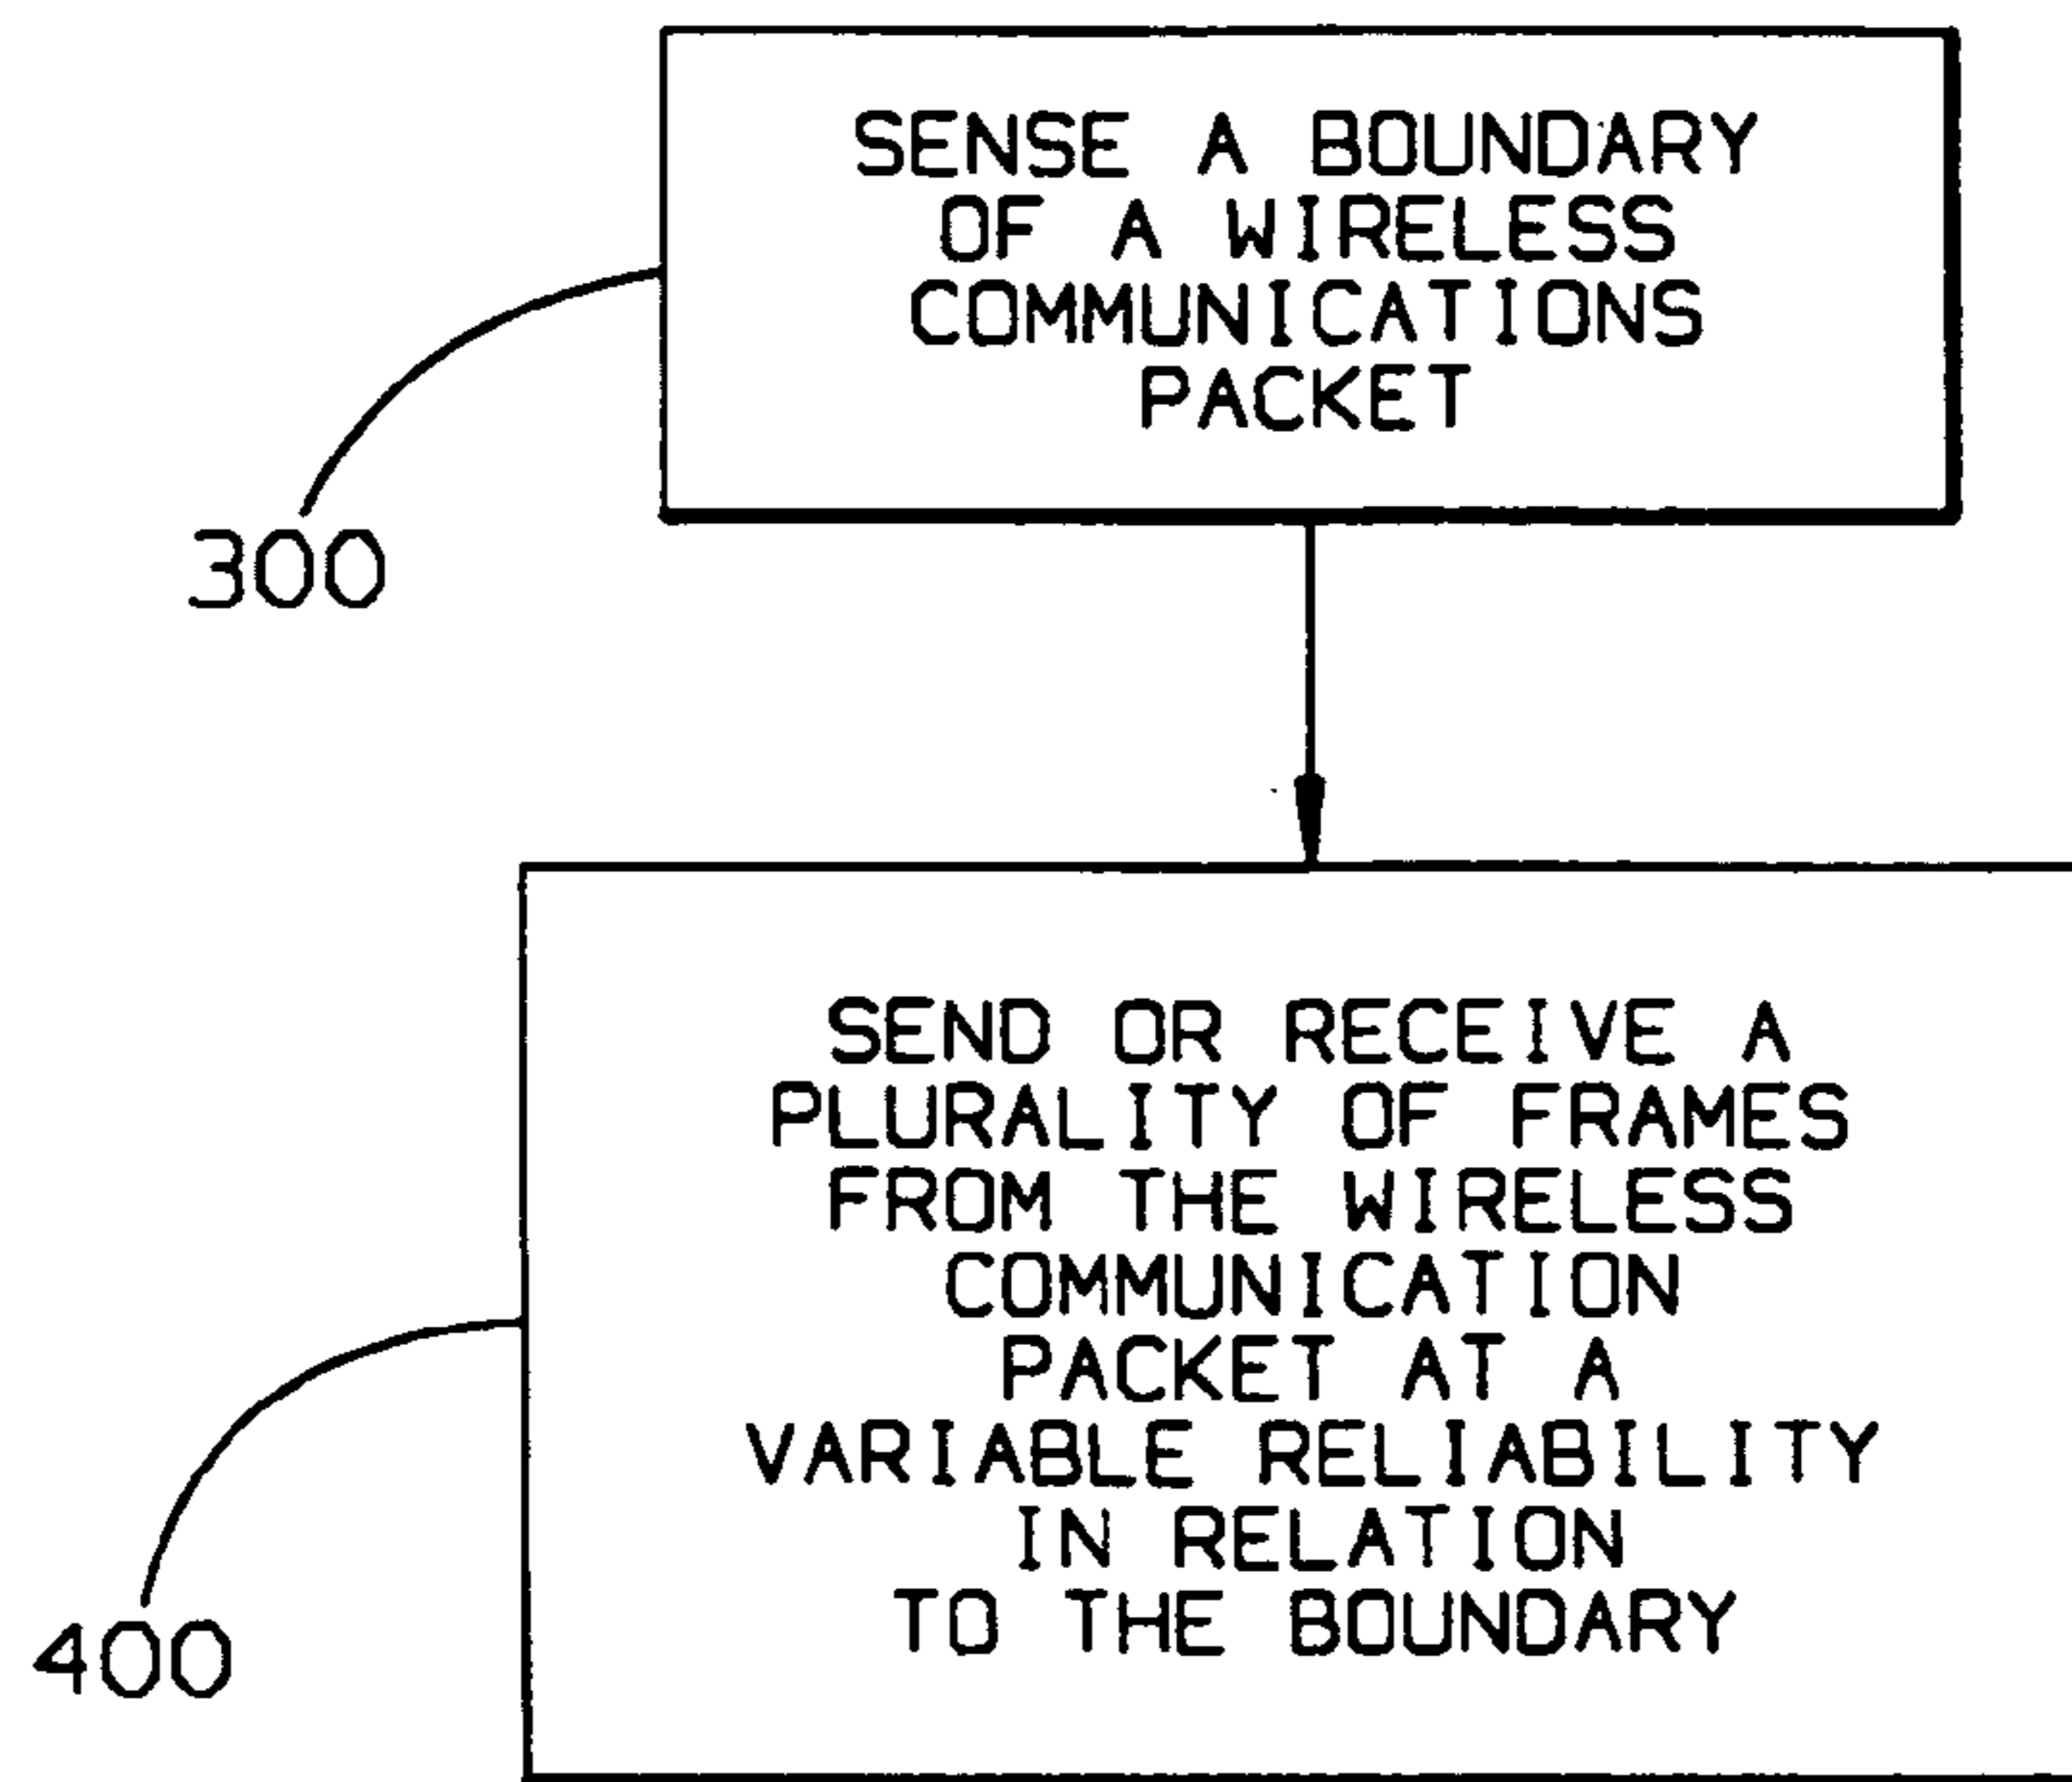 SENSE A BOUNDARY
OF A WIRELESS
COMMUNICATIONS
PACKET
300
SEND OR RECEIVE A
PLURALITY OF FRAMES
FROM THE WIRELESS
COMMUNICATION
PACKET AT A
VARIABLE RELIABILITY
IN RELATION
TO THE BOUNDARY
400